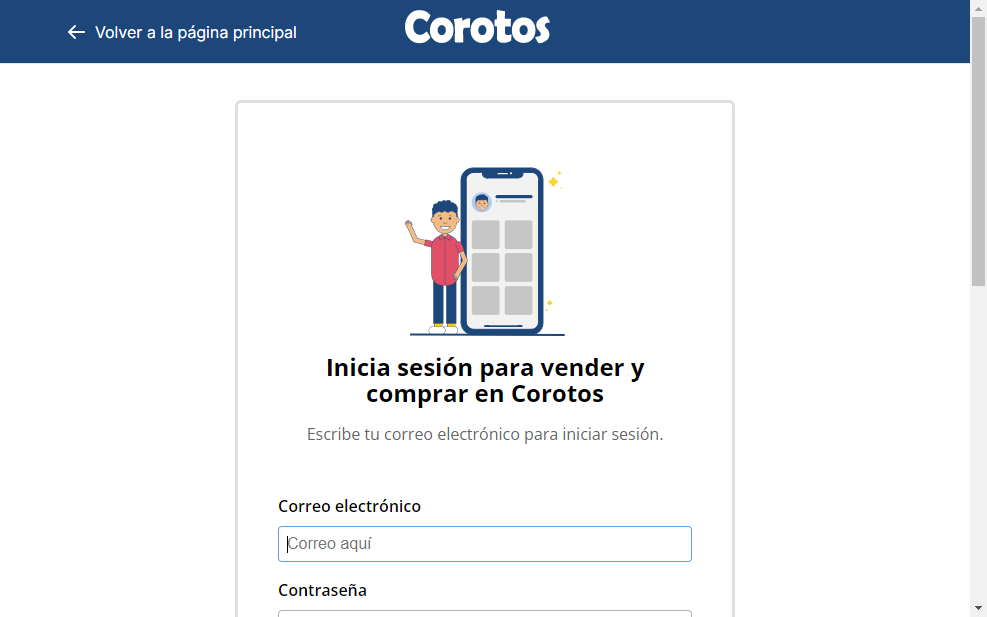 Volver a la página principal
Corotos
Inicia sesión para vender y
comprar en Corotos
Escribe tu correo electrónico para iniciar sesión.
Correo electrónico
Correo aquí
Contraseña